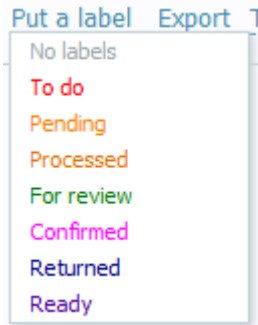 Put a label Export
No labels
To do
Pending
Processed
For review
Confirmed
Returned
Ready